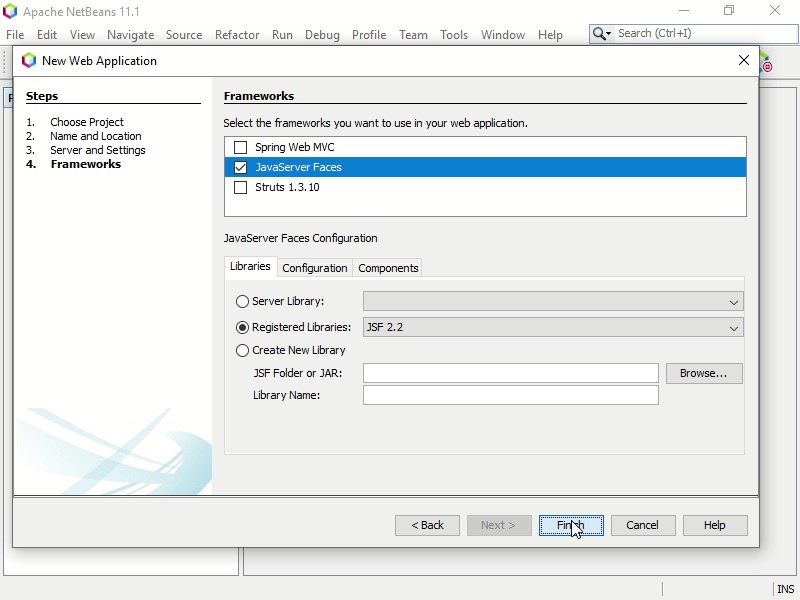 Apache NetBeans 11.1
File Edit View Navigate Source Refactor Run Debug Profile Team Tools Window Help
Search (Ctrl+I)
New Web Application
Steps
1. Choose Project
2. Name and Location
3. Server and Settings
4. Frameworks
Frameworks
Select the frameworks you want to use in your web application.
Spring Web MVC
JavaServer Faces
Struts 1.3.10
JavaServer Faces Configuration
Libraries Configuration Components
Server Library:
Registered Libraries: JSF 2.2
Create New Library
JSF Folder or JAR: Browse...
Library Name:
< Back Next > Finish Cancel Help
INS